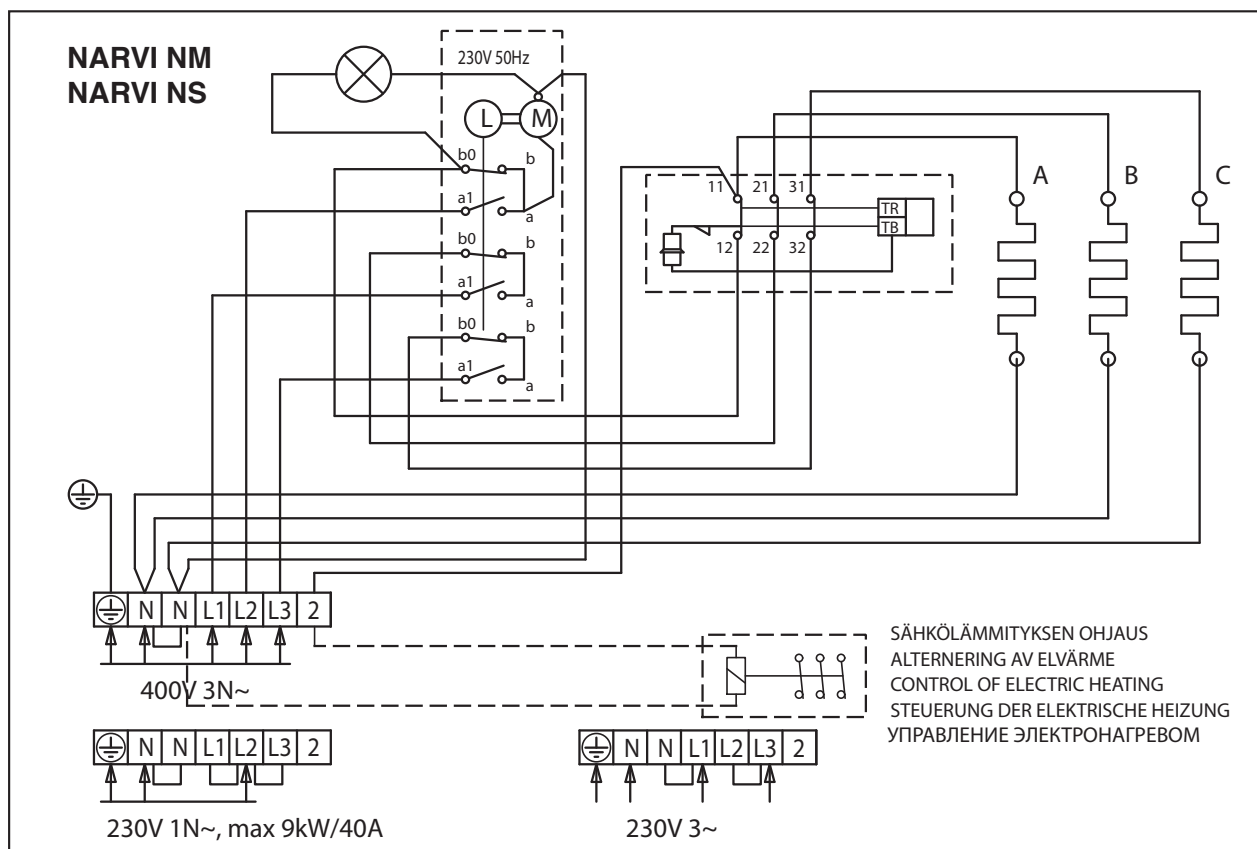 NARVI NM
NARVI NS
230V 50Hz
L M
b0 b
a1 a
b0 b
a1 a
b0 b
a1 a
11 21 31
TR
TB
12 22 32
A B C
N N L1 L2 L3 2
400V 3N~
SÄHKÖLÄMMITYKSEN OHJAUS
ALTERNERING AV ELVÄRME
CONTROL OF ELECTRIC HEATING
STEUERUNG DER ELEKTRISCHE HEIZUNG
УПРАВЛЕНИЕ ЭЛЕКТРОНАГРЕВОМ
N N L1 L2 L3 2
230V 1N~, max 9kW/40A
N N L1 L2 L3 2
230V 3~